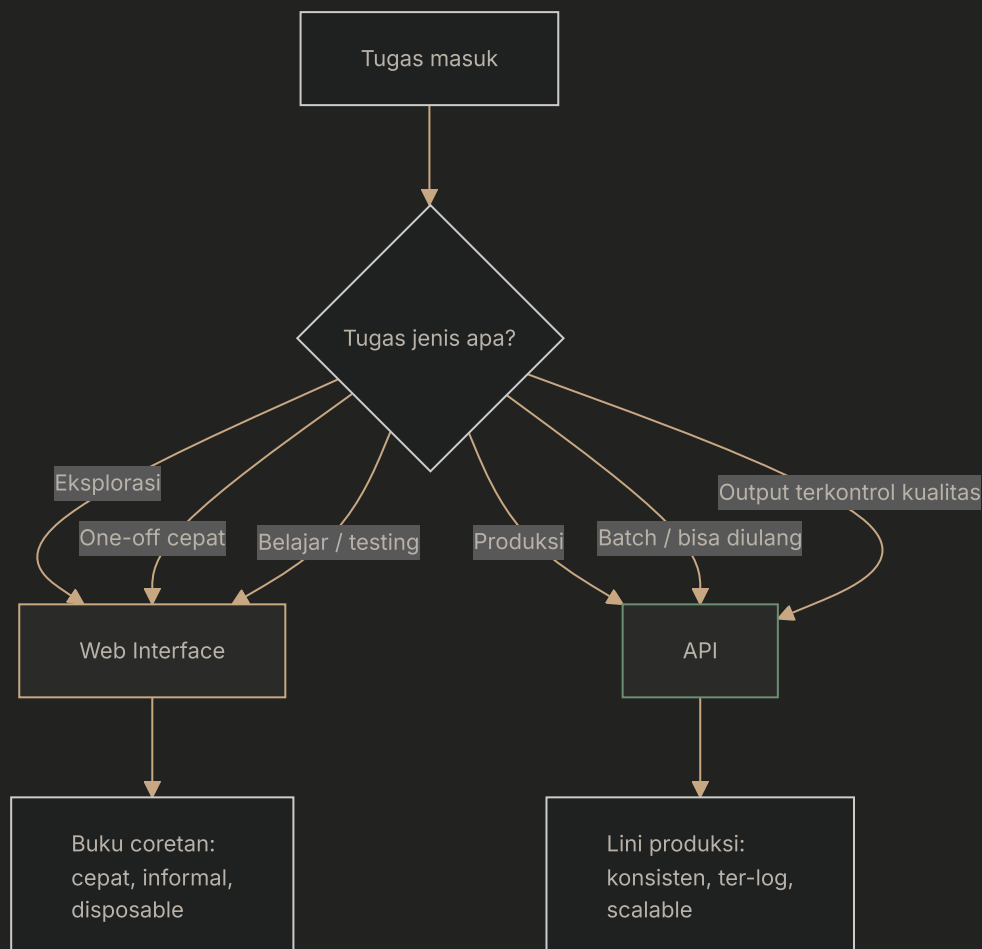 Tugas masuk
Tugas jenis apa?
Eksplorasi
One-off cepat
Belajar / testing
Produksi
Batch / bisa diulang
Output terkontrol kualitas
Web Interface
API
Buku coretan:
cepat, informal,
disposable
Lini produksi:
konsisten, ter-log,
scalable